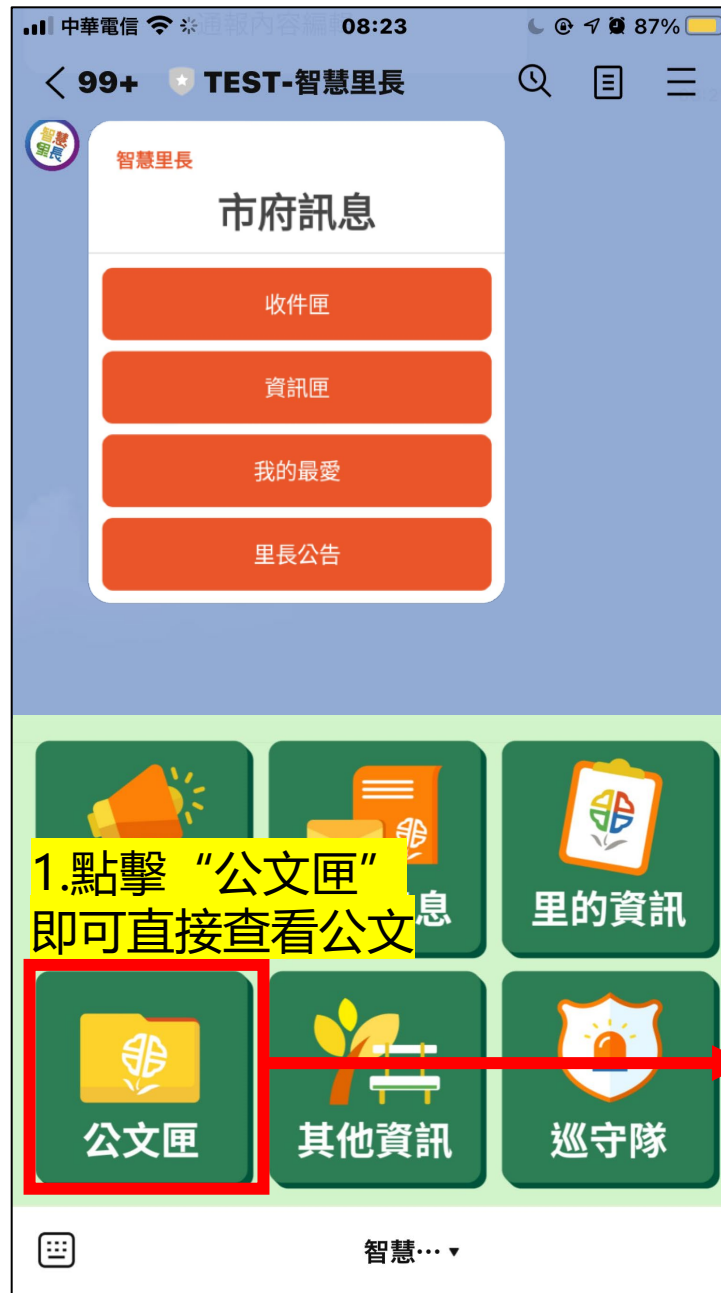 中華電信 08:23 87%
99+ TEST-智慧里長
智慧
里長
智慧里長
市府訊息
收件匣
資訊匣
我的最愛
里長公告
1.點擊“公文匣”
即可直接查看公文
息
里的資訊
公文匣
其他資訊
巡守隊
智慧…